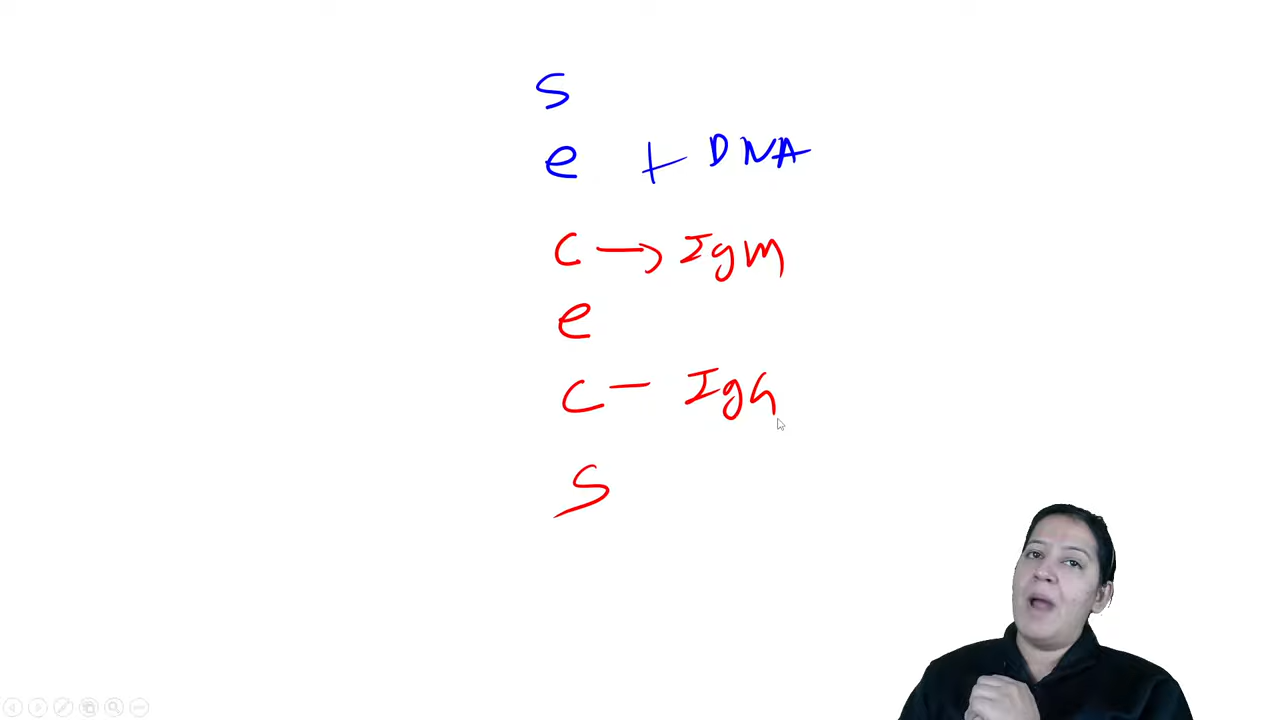 s
e + DNA
c → IgM
e
c — IgG
s